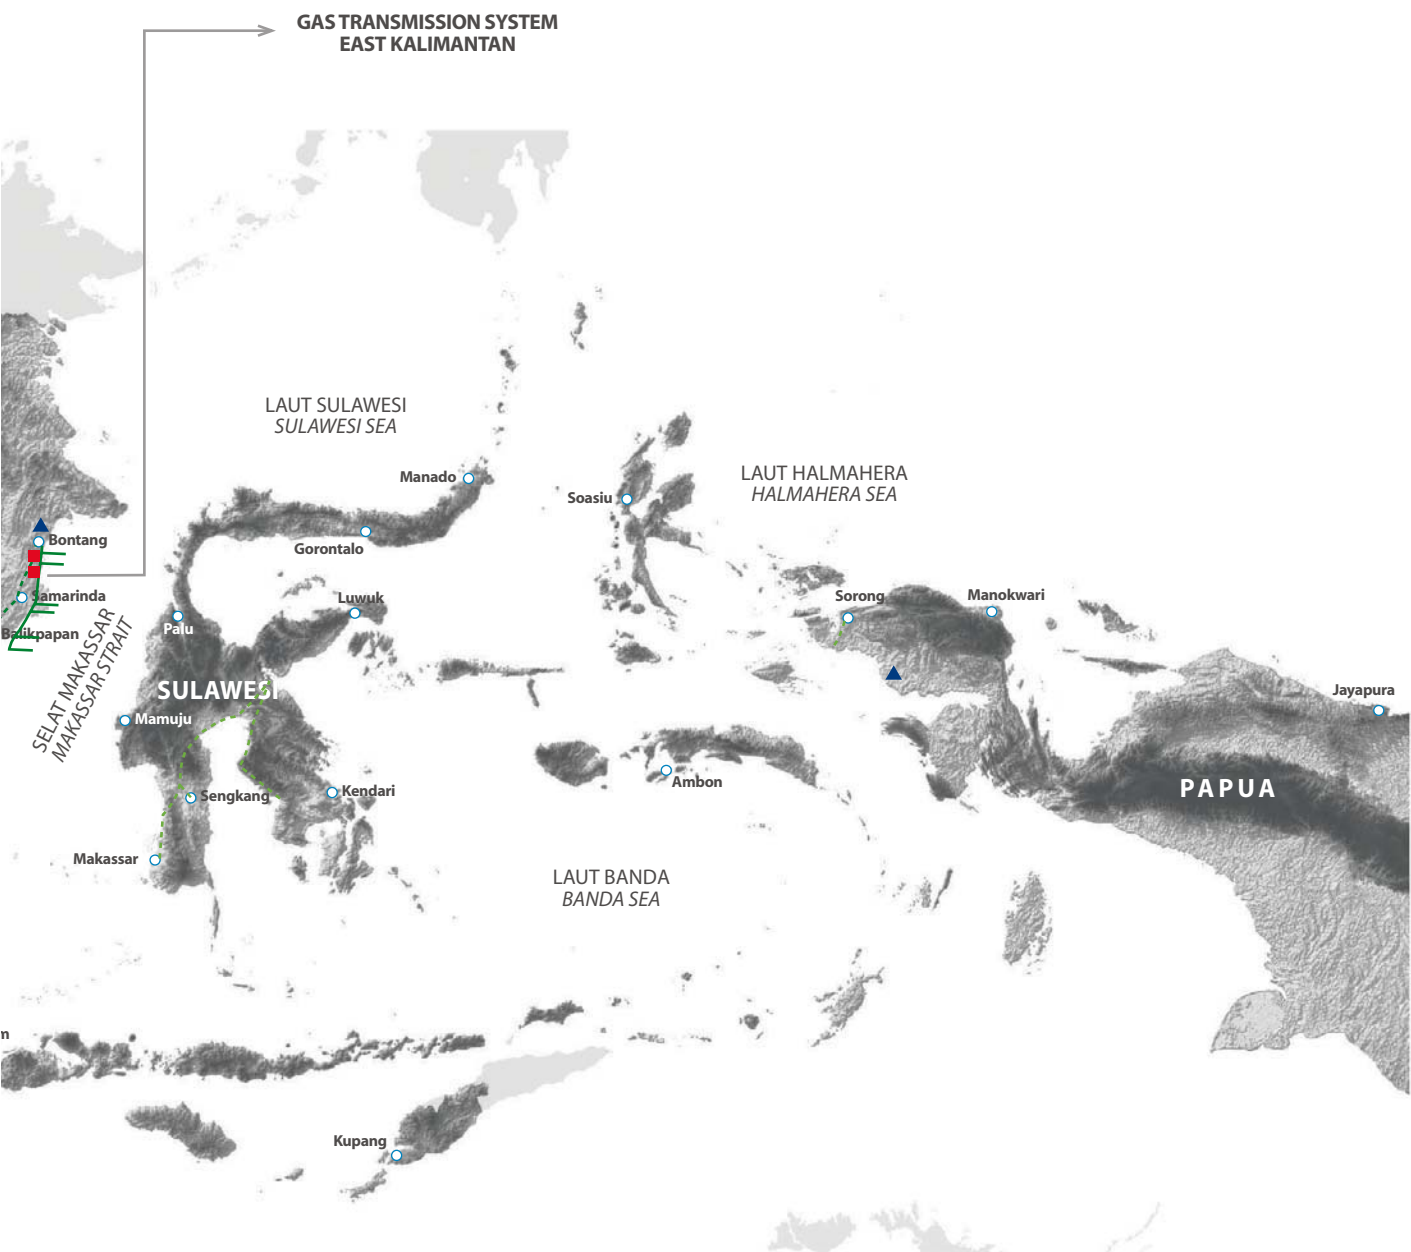 GAS TRANSMISSION SYSTEM
EAST KALIMANTAN
LAUT SULAWESI
SULAWESI SEA
Manado
LAUT HALMAHERA
HALMAHERA SEA
Soasiu
Bontang
Gorontalo
Samarinda
Luwuk
Sorong
Manokwari
Balikpapan
Palu
SELAT MAKASSAR
MAKASSAR STRAIT
SULAWESI
Jayapura
Mamuju
Ambon
PAPUA
Sengkang
Kendari
Makassar
LAUT BANDA
BANDA SEA
m
Kupang